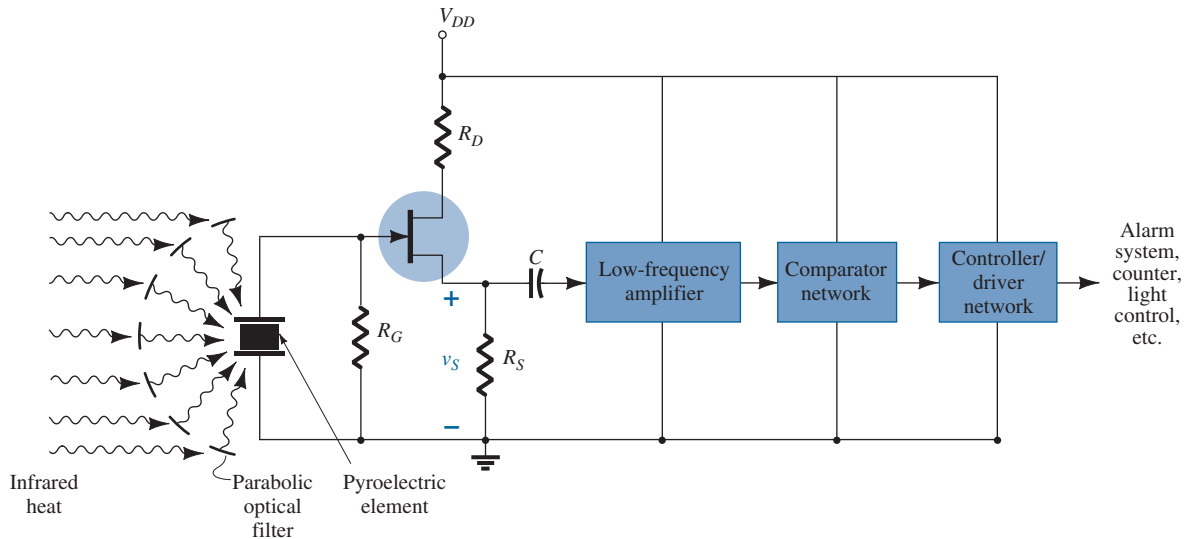 V_DD
R_D
C
Low-frequency
amplifier
Comparator
network
Controller/
driver
network
Alarm
system,
counter,
light
control,
etc.
+
R_G
v_S
R_S
−
Infrared
heat
Parabolic
optical
filter
Pyroelectric
element